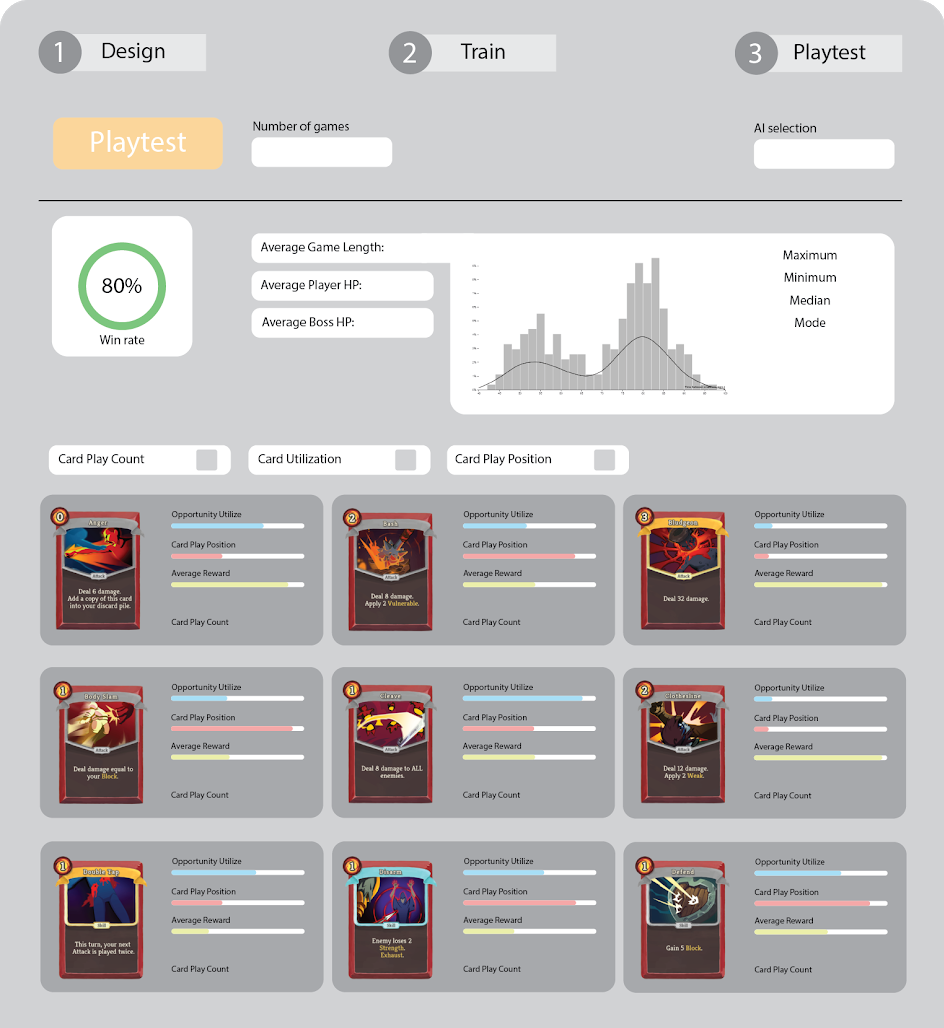 1 Design
2 Train
3 Playtest
Playtest
Number of games
AI selection
80%
Win rate
Average Game Length:
Average Player HP:
Average Boss HP:
Maximum
Minimum
Median
Mode
Card Play Count
Card Utilization
Card Play Position
0
Anger
Attack
Deal 6 damage.
Add a copy of this card
into your discard pile.
Opportunity Utilize
Card Play Position
Average Reward
Card Play Count
2
Bash
Attack
Deal 8 damage.
Apply 2 Vulnerable.
Opportunity Utilize
Card Play Position
Average Reward
Card Play Count
3
Bludgeon
Attack
Deal 32 damage.
Opportunity Utilize
Card Play Position
Average Reward
Card Play Count
1
Body Slam
Attack
Deal damage equal to
your Block.
Opportunity Utilize
Card Play Position
Average Reward
Card Play Count
1
Cleave
Attack
Deal 8 damage to ALL
enemies.
Opportunity Utilize
Card Play Position
Average Reward
Card Play Count
2
Clothesline
Attack
Deal 12 damage.
Apply 2 Weak.
Opportunity Utilize
Card Play Position
Average Reward
Card Play Count
1
Double Tap
Skill
This turn, your next
Attack is played twice.
Opportunity Utilize
Card Play Position
Average Reward
Card Play Count
1
Disarm
Skill
Enemy loses 2
Strength.
Exhaust.
Opportunity Utilize
Card Play Position
Average Reward
Card Play Count
1
Defend
Skill
Gain 5 Block.
Opportunity Utilize
Card Play Position
Average Reward
Card Play Count